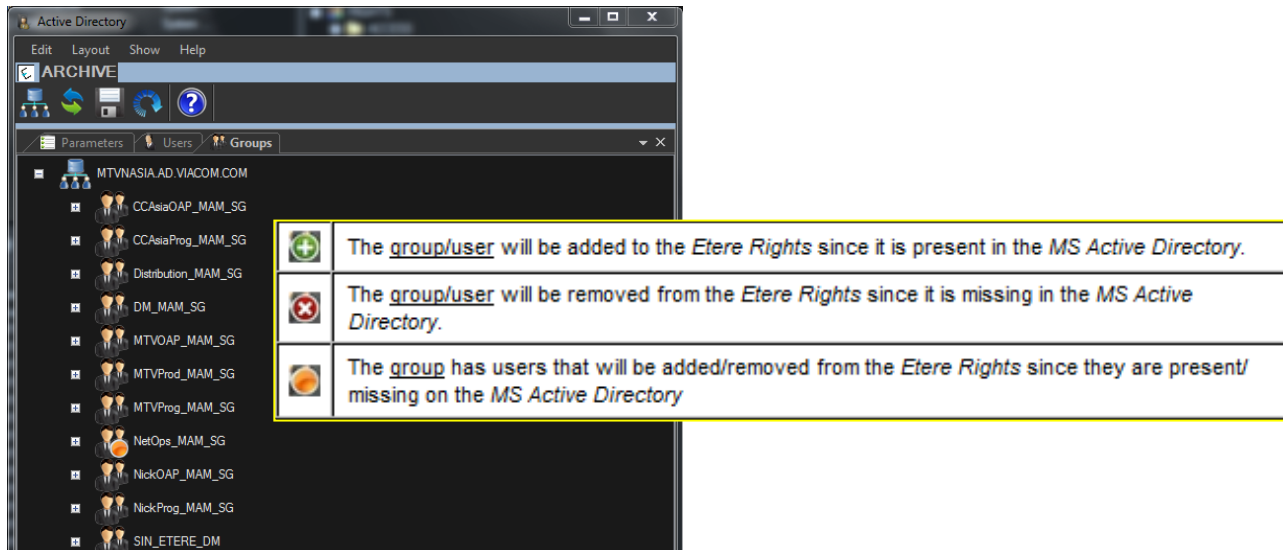 Active Directory
Edit Layout Show Help
ARCHIVE
Parameters Users Groups
MTVNASIA.AD.VIACOM.COM
CCAsiaOAP_MAM_SG
CCAsiaProg_MAM_SG
Distribution_MAM_SG
DM_MAM_SG
MTVOAP_MAM_SG
MTVProd_MAM_SG
MTVProg_MAM_SG
NetOps_MAM_SG
NickOAP_MAM_SG
NickProg_MAM_SG
SIN_ETERE_DM
The group/user will be added to the Etere Rights since it is present in the MS Active Directory.
The group/user will be removed from the Etere Rights since it is missing in the MS Active
Directory.
The group has users that will be added/removed from the Etere Rights since they are present/
missing on the MS Active Directory